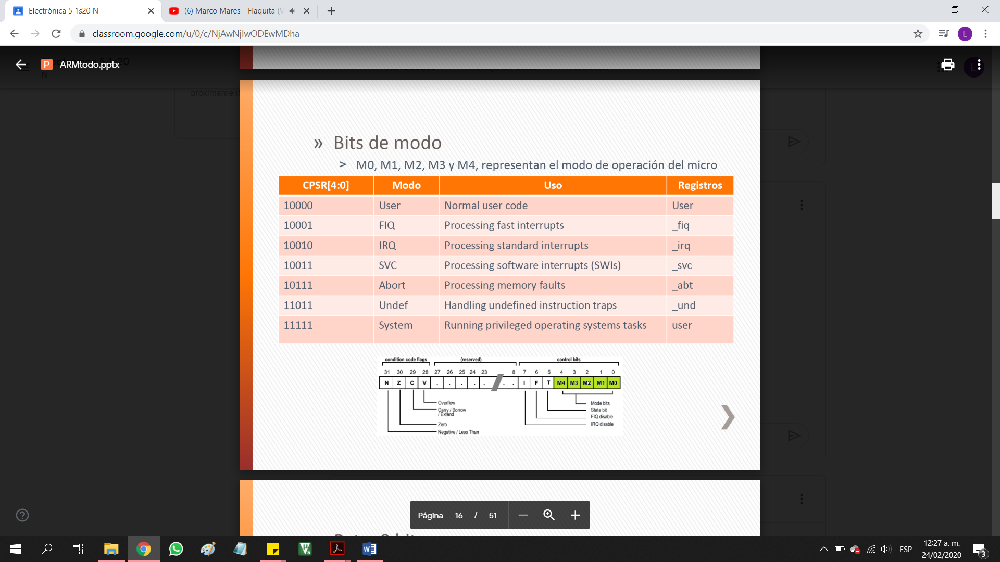 Electrónica 5 1s20 N
(6) Marco Mares - Flaquita (V
classroom.google.com/u/0/c/NjAwNjIwODEwMDha
L
P ARMtodo.pptx
próximamen
» Bits de modo
> M0, M1, M2, M3 y M4, representan el modo de operación del micro
CPSR[4:0] Modo Uso Registros
10000 User Normal user code User
10001 FIQ Processing fast interrupts _fiq
10010 IRQ Processing standard interrupts _irq
10011 SVC Processing software interrupts (SWIs) _svc
10111 Abort Processing memory faults _abt
11011 Undef Handling undefined instruction traps _und
11111 System Running privileged operating systems tasks user
condition code flags (reserved) control bits
31 30 29 28 27 26 25 24 23 8 7 6 5 4 3 2 1 0
N Z C V . . . . . . . I F T M4 M3 M2 M1 M0
Overflow
Carry / Borrow
/ Extend
Zero
Negative / Less Than
Mode bits
State bit
FIQ disable
IRQ disable
Página 16 / 51
ESP
12:27 a. m.
24/02/2020
3